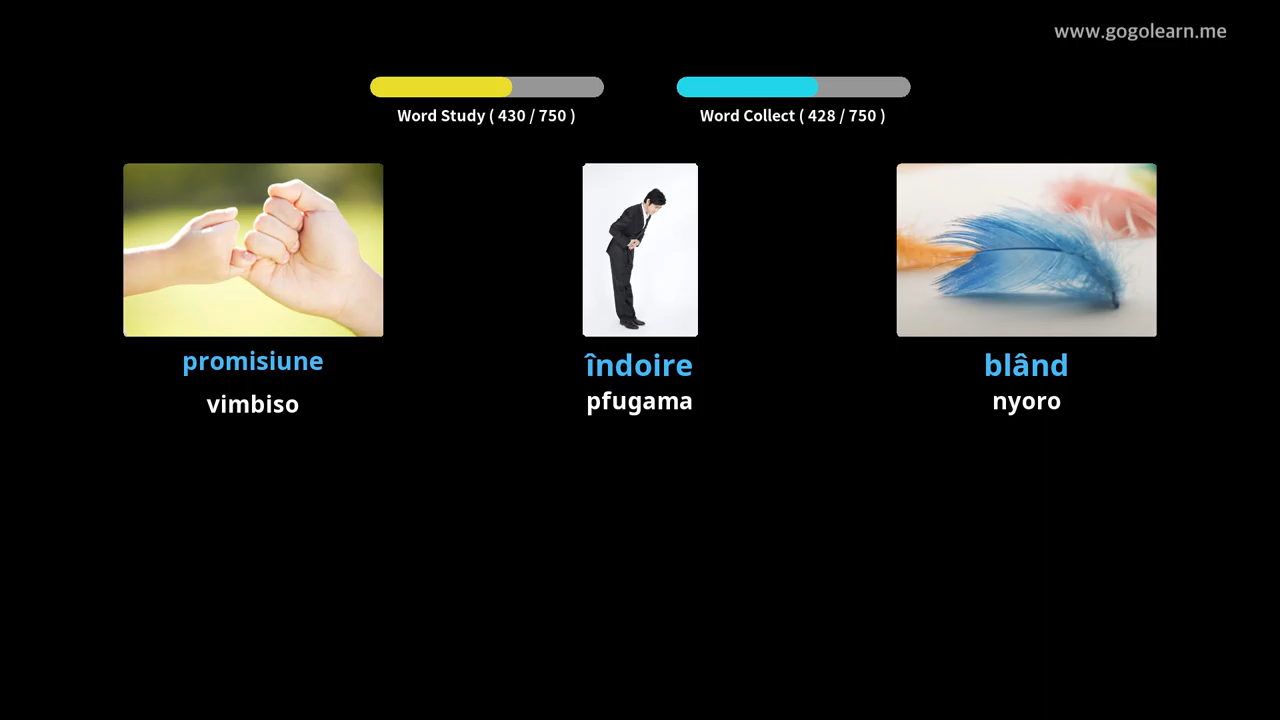 www.gogolearn.me
Word Study ( 430 / 750 )
Word Collect ( 428 / 750 )
promisiune
vimbiso
îndoire
pfugama
blând
nyoro